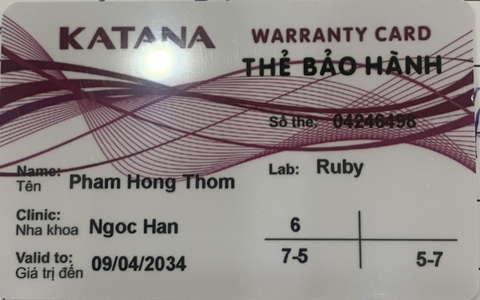 KATANA
WARRANTY CARD
THẺ BẢO HÀNH
Số thẻ: 04246498
Name:
Tên Pham Hong Thom
Lab: Ruby
Clinic:
Nha khoa Ngoc Han
Valid to:
Giá trị đến 09/04/2034
6
7-5
5-7